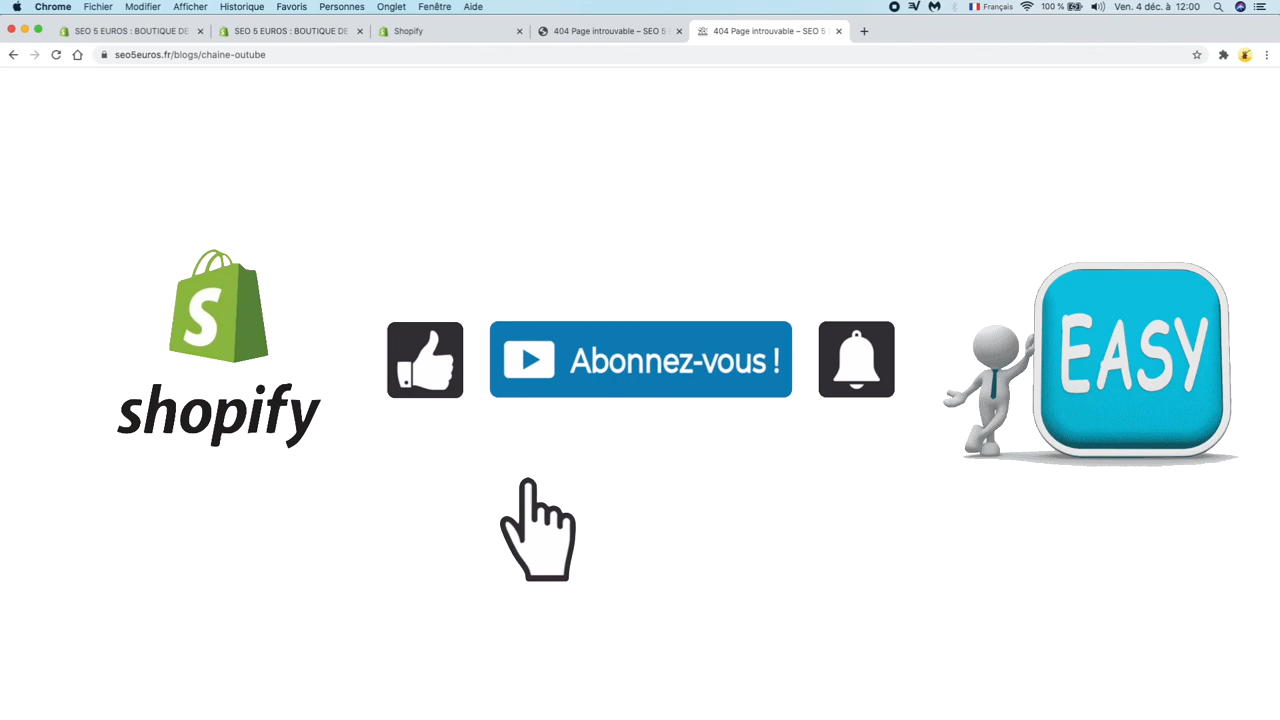 Chrome Fichier Modifier Afficher Historique Favoris Personnes Onglet Fenêtre Aide Français 100 % Ven. 4 déc. à 12:00
SEO 5 EUROS : BOUTIQUE DE SEO 5 EUROS : BOUTIQUE DE Shopify 404 Page introuvable – SEO 5 404 Page introuvable – SEO 5
seo5euros.fr/blogs/chaine-outube
S
shopify
Abonnez-vous !
EASY